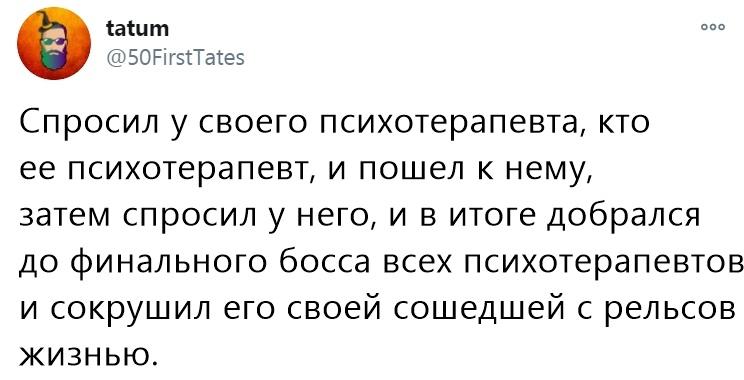 tatum
@50FirstTates
Спросил у своего психотерапевта, кто
ее психотерапевт, и пошел к нему,
затем спросил у него, и в итоге добрался
до финального босса всех психотерапевтов
и сокрушил его своей сошедшей с рельсов
жизнью.